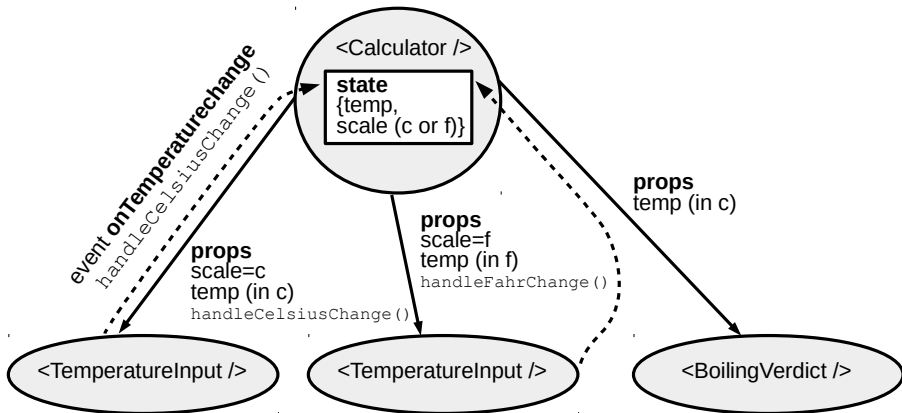 <Calculator />
state
{temp,
scale (c or f)}
event onTemperaturechange
handleCelsiusChange()
props
scale=c
temp (in c)
handleCelsiusChange()
props
scale=f
temp (in f)
handleFahrChange()
props
temp (in c)
<TemperatureInput />
<TemperatureInput />
<BoilingVerdict />